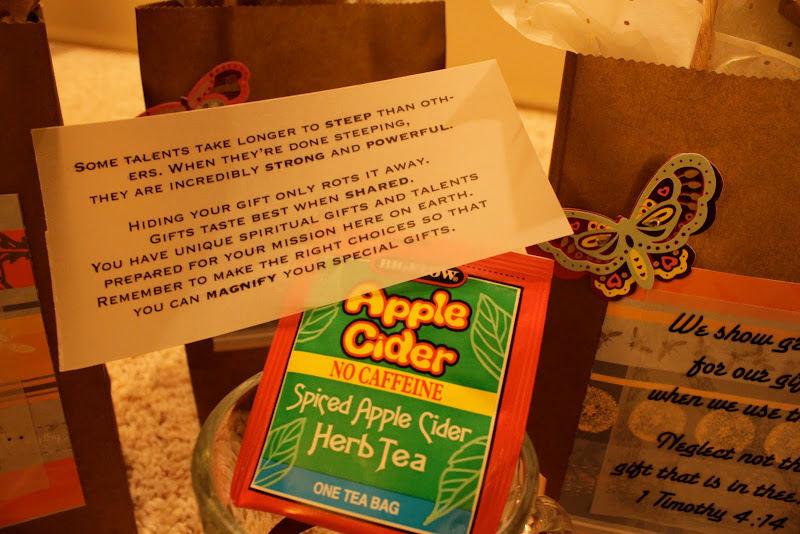 SOME TALENTS TAKE LONGER TO STEEP THAN OTH-
ERS. WHEN THEY'RE DONE STEEPING,
THEY ARE INCREDIBLY STRONG AND POWERFUL.
HIDING YOUR GIFT ONLY ROTS IT AWAY.
GIFTS TASTE BEST WHEN SHARED.
YOU HAVE UNIQUE SPIRITUAL GIFTS AND TALENTS
PREPARED FOR YOUR MISSION HERE ON EARTH.
REMEMBER TO MAKE THE RIGHT CHOICES SO THAT
YOU CAN MAGNIFY YOUR SPECIAL GIFTS.
BIGELOW
Apple
Cider
NO CAFFEINE
Spiced Apple Cider
Herb Tea
ONE TEA BAG
We show
for our
when we use
Neglect not
gift that is in thee
1 Timothy 4:14